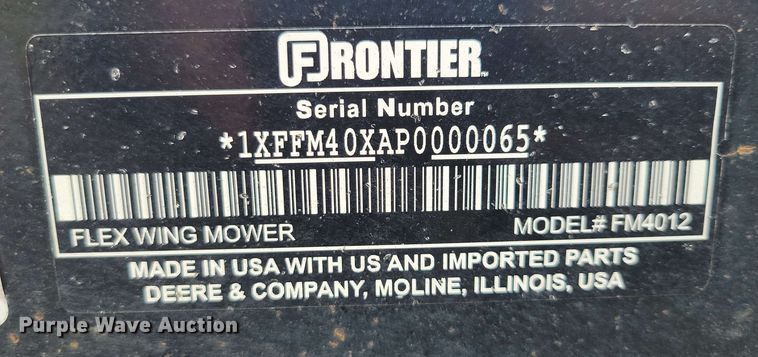 FRONTIER™
Serial Number
*1XFFM40XAP0000065*
FLEX WING MOWER MODEL# FM4012
MADE IN USA WITH US AND IMPORTED PARTS
DEERE & COMPANY, MOLINE, ILLINOIS, USA
Purple Wave Auction